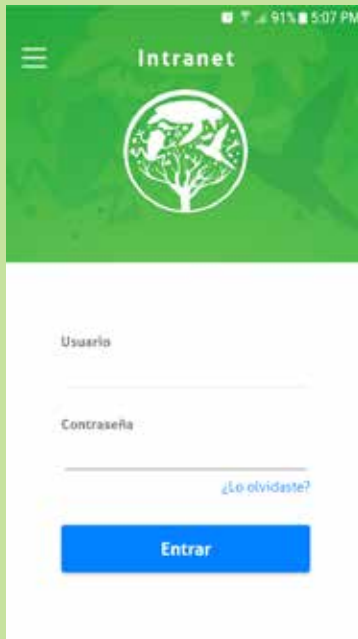 91% 5:07 PM
Intranet
Usuario
Contraseña
¿Lo olvidaste?
Entrar